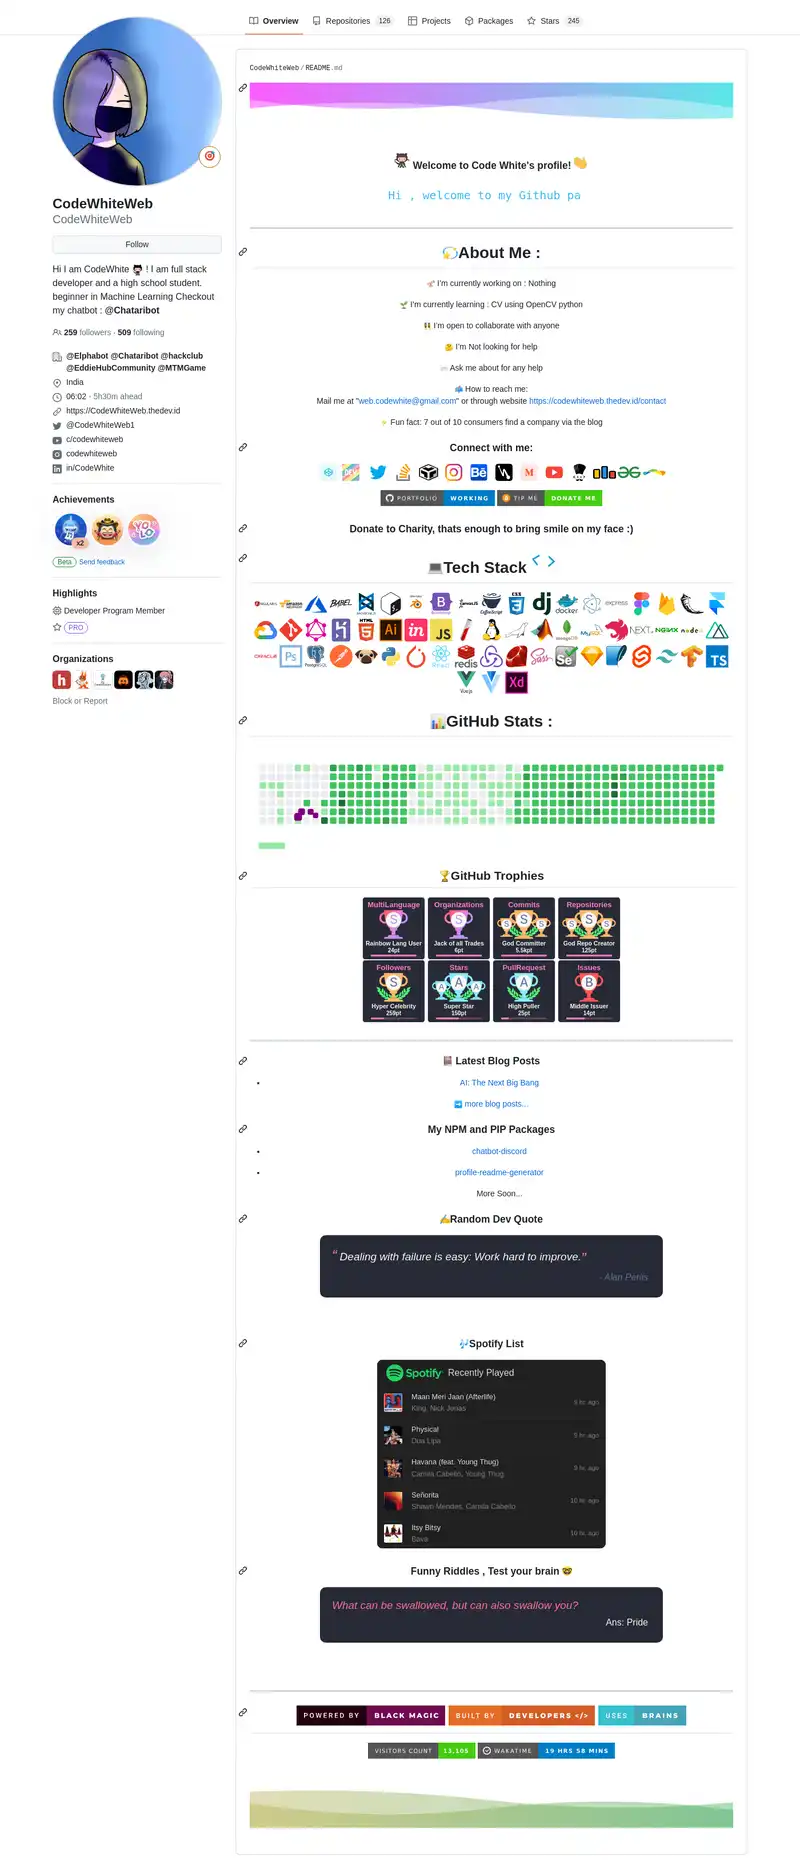 Overview
Repositories 126
Projects
Packages
Stars 245
CodeWhiteWeb
CodeWhiteWeb
Follow
Hi I am CodeWhite ! I am full stack
developer and a high school student.
beginner in Machine Learning Checkout
my chatbot : @Chataribot
259 followers · 509 following
@Elphabot @Chataribot @hackclub
@EddieHubCommunity @MTMGame
India
06:02 - 5h30m ahead
https://CodeWhiteWeb.thedev.id
@CodeWhiteWeb1
c/codewhiteweb
codewhiteweb
in/CodeWhite
Achievements
YOLO
x2
Beta Send feedback
Highlights
Developer Program Member
PRO
Organizations
Block or Report
CodeWhiteWeb/README.md
Welcome to Code White's profile!
Hi , welcome to my Github pa
About Me :
I'm currently working on : Nothing
I'm currently learning : CV using OpenCV python
I'm open to collaborate with anyone
I'm Not looking for help
Ask me about for any help
How to reach me:
Mail me at "web.codewhite@gmail.com" or through website https://codewhiteweb.thedev.id/contact
Fun fact: 7 out of 10 consumers find a company via the blog
Connect with me:
PORTFOLIO WORKING TIP ME DONATE ME
Donate to Charity, thats enough to bring smile on my face :)
Tech Stack
GitHub Stats :
GitHub Trophies
MultiLanguage Organizations Commits Repositories
Rainbow Lang User Jack of all Trades God Committer God Repo Creator
24pt 6pt 5.5kpt 125pt
Followers Stars PullRequest Issues
Hyper Celebrity Super Star High Puller Middle Issuer
259pt 150pt 25pt 14pt
Latest Blog Posts
AI: The Next Big Bang
more blog posts...
My NPM and PIP Packages
chatbot-discord
profile-readme-generator
More Soon...
Random Dev Quote
" Dealing with failure is easy: Work hard to improve."
- Alan Perlis
Spotify List
Spotify Recently Played
Maan Meri Jaan (Afterlife)
King, Nick Jonas
Physical
Dua Lipa
Havana (feat. Young Thug)
Camila Cabello, Young Thug
Señorita
Shawn Mendes, Camila Cabello
10 hr. ago
Itsy Bitsy
10 hr. ago
Funny Riddles , Test your brain
What can be swallowed, but can also swallow you?
Ans: Pride
POWERED BY BLACK MAGIC BUILT BY DEVELOPERS </> USES BRAINS
VISITORS COUNT 13,105 WAKATIME 19 HRS 58 MINS